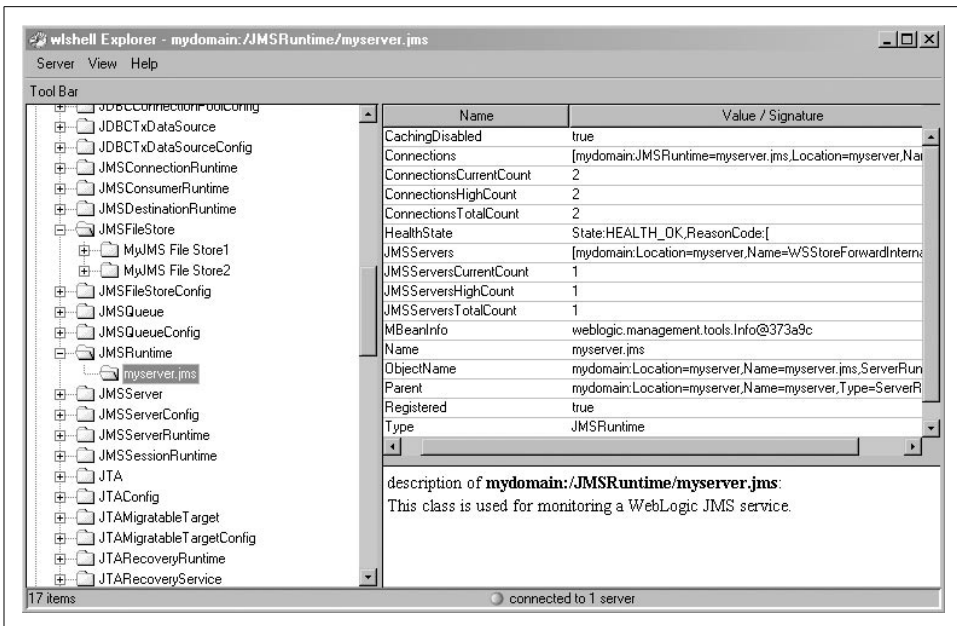 wlshell Explorer - mydomain:/JMSRuntime/myserver.jms
Server View Help
Tool Bar
JDBCConnectionPoolConfig
JDBCTxDataSource
JDBCTxDataSourceConfig
JMSConnectionRuntime
JMSConsumerRuntime
JMSDestinationRuntime
JMSFileStore
MyJMS File Store1
MyJMS File Store2
JMSFileStoreConfig
JMSQueue
JMSQueueConfig
JMSRuntime
myserver.jms
JMSServer
JMSServerConfig
JMSServerRuntime
JMSSessionRuntime
JTA
JTAConfig
JTAMigratableTarget
JTAMigratableTargetConfig
JTARecoveryRuntime
JTARecoveryService
Name Value / Signature
CachingDisabled true
Connections [mydomain:JMSRuntime=myserver.jms,Location=myserver,Nai
ConnectionsCurrentCount 2
ConnectionsHighCount 2
ConnectionsTotalCount 2
HealthState State:HEALTH_OK,ReasonCode:[
JMSServers [mydomain:Location=myserver,Name=WSStoreForwardInterna
JMSServersCurrentCount 1
JMSServersHighCount 1
JMSServersTotalCount 1
MBeanInfo weblogic.management.tools.Info@373a9c
Name myserver.jms
ObjectName mydomain:Location=myserver,Name=myserver.jms,ServerRun
Parent mydomain:Location=myserver,Name=myserver,Type=ServerR
Registered true
Type JMSRuntime
description of mydomain:/JMSRuntime/myserver.jms:
This class is used for monitoring a WebLogic JMS service.
17 items
connected to 1 server